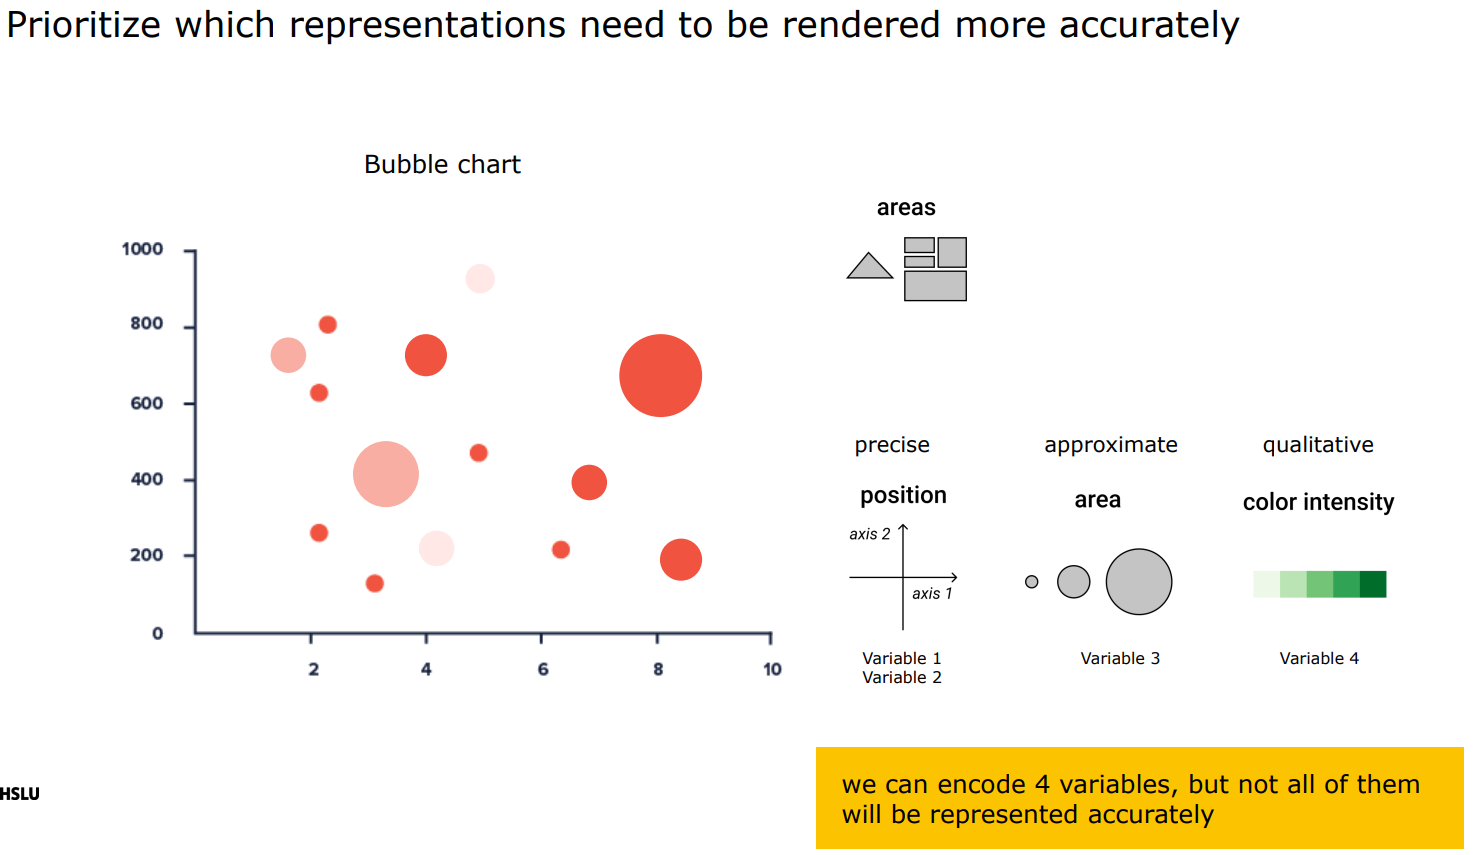 Prioritize which representations need to be rendered more accurately
Bubble chart
1000
800
600
400
200
0
2 4 6 8 10
areas
precise approximate qualitative
position area color intensity
axis 2
axis 1
Variable 1 Variable 3 Variable 4
Variable 2
we can encode 4 variables, but not all of them
will be represented accurately
HSLU